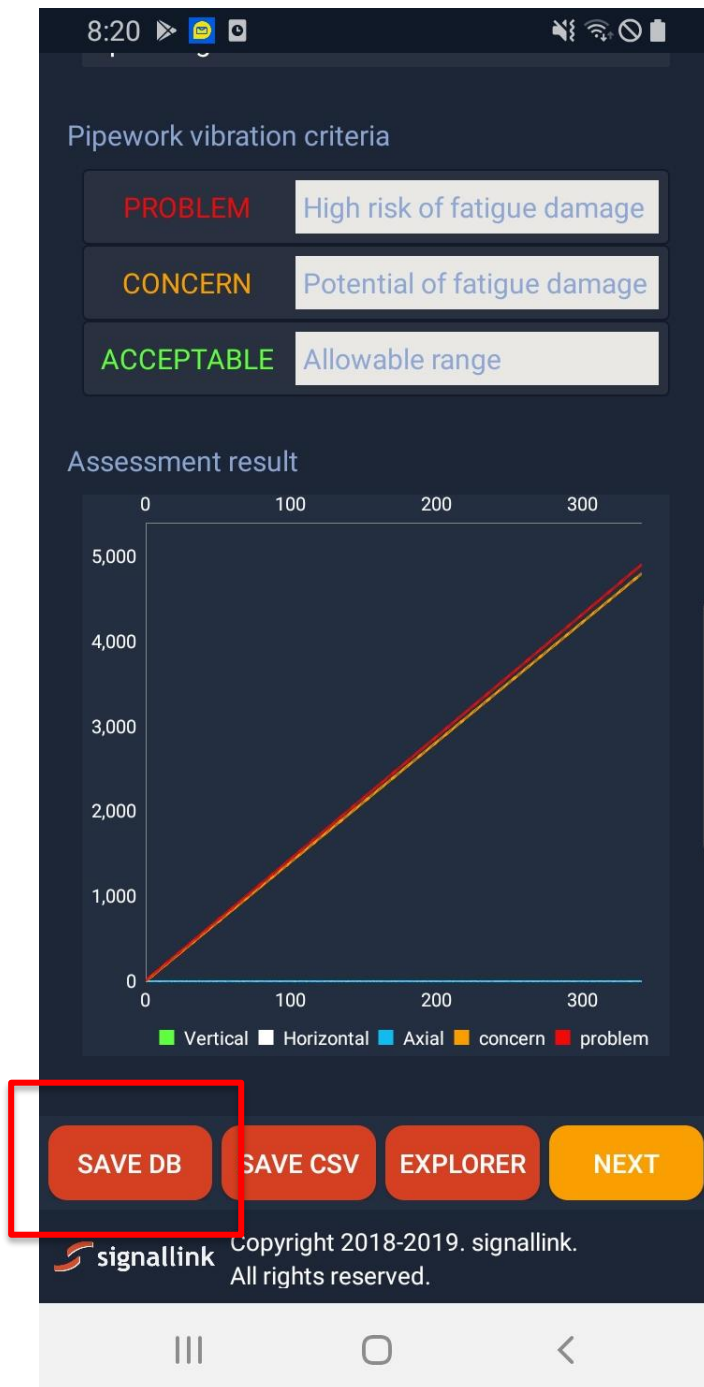 8:20
Pipework vibration criteria
PROBLEM High risk of fatigue damage
CONCERN Potential of fatigue damage
ACCEPTABLE Allowable range
Assessment result
0 100 200 300
5,000
4,000
3,000
2,000
1,000
0
0 100 200 300
Vertical Horizontal Axial concern problem
SAVE DB SAVE CSV EXPLORER NEXT
signallink Copyright 2018-2019. signallink.
All rights reserved.